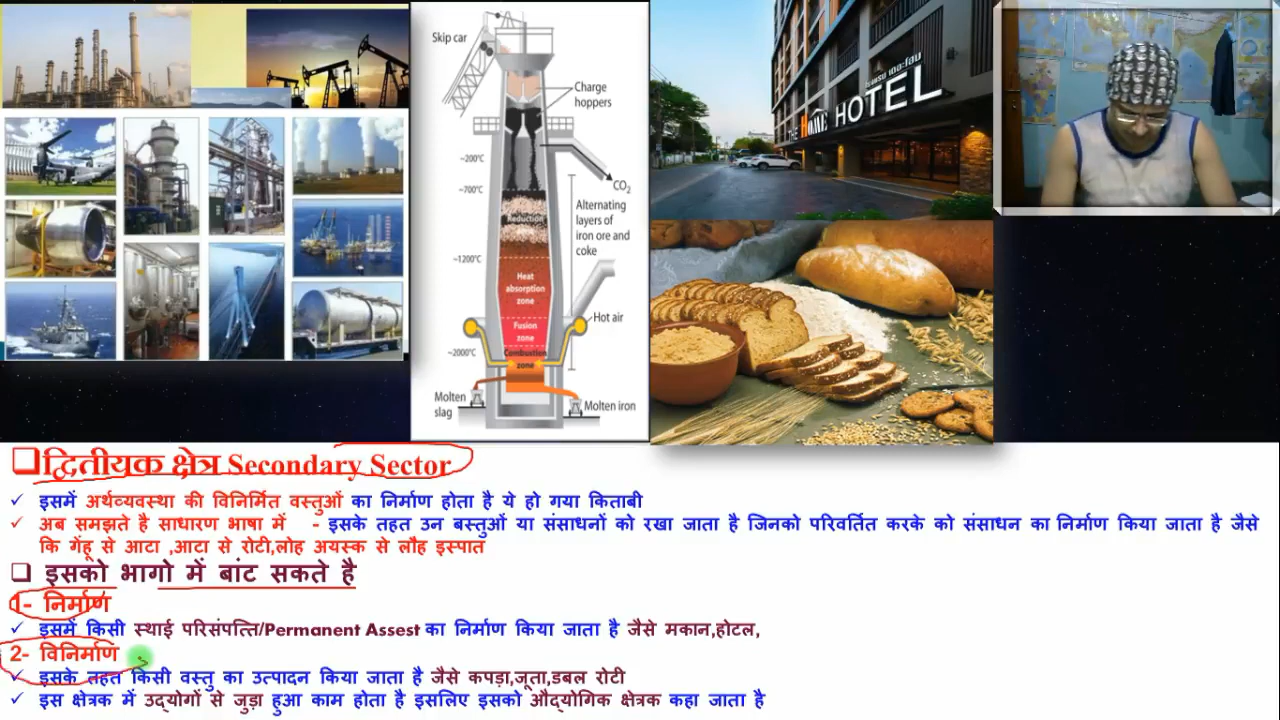 Skip car
Charge
hoppers
~200°C
CO2
~700°C
Alternating
layers of
iron ore and
coke
Reduction
~1200°C
Heat
absorption
zone
Hot air
Fusion
zone
~2000°C
Combustion
zone
Molten
slag
Molten iron
THE HOME HOTEL
द्वितीयक क्षेत्र Secondary Sector
इसमें अर्थव्यवस्था की विनिर्मित वस्तुओं का निर्माण होता है ये हो गया किताबी
अब समझते है साधारण भाषा में - इसके तहत उन बस्तुओं या संसाधनों को रखा जाता है जिनको परिवर्तित करके को संसाधन का निर्माण किया जाता है जैसे
कि गेंहू से आटा ,आटा से रोटी,लोह अयस्क से लौह इस्पात
इसको भागो में बांट सकते है
1- निर्माण
इसमें किसी स्थाई परिसंपत्ति/Permanent Assest का निर्माण किया जाता है जैसे मकान,होटल,
2- विनिर्माण
इसके तहत किसी वस्तु का उत्पादन किया जाता है जैसे कपड़ा,जूता,डबल रोटी
इस क्षेत्रक में उद्योगों से जुड़ा हुआ काम होता है इसलिए इसको औद्योगिक क्षेत्रक कहा जाता है